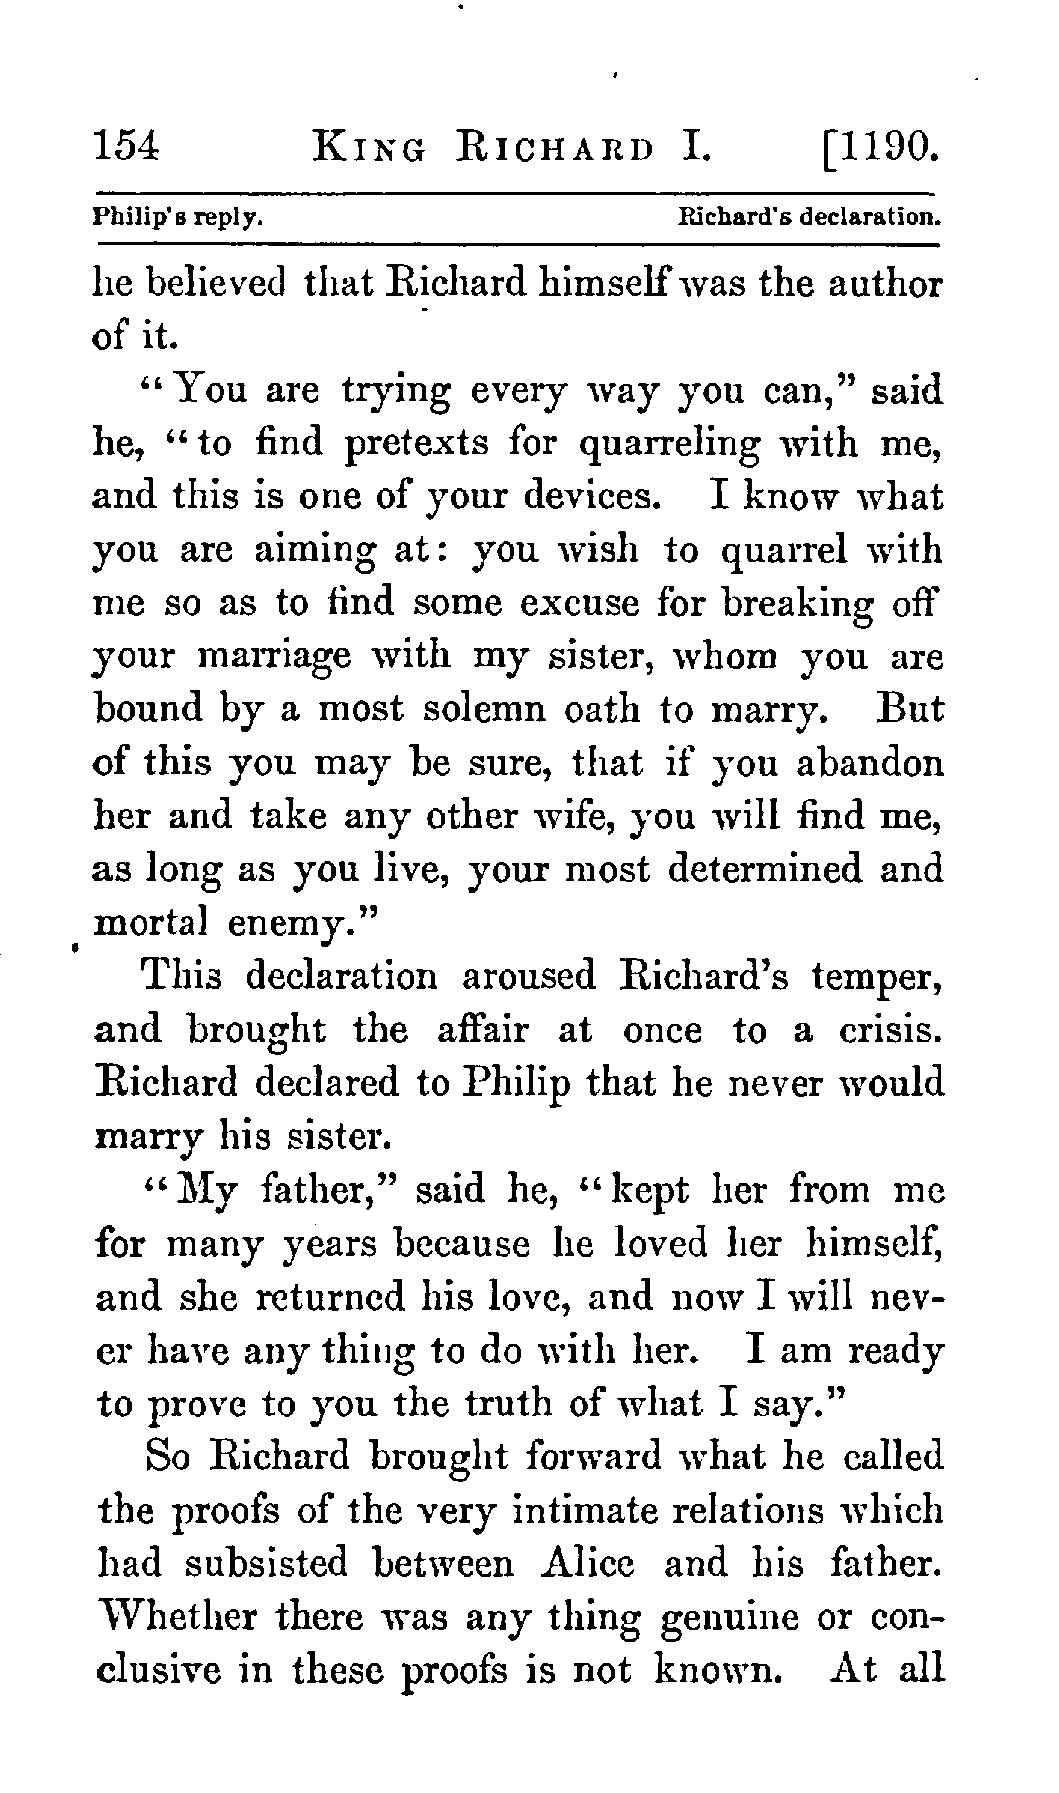 154 KING RICHARD I. [1190.
Philip's reply. Richard's declaration.
he believed that Richard himself was the author
of it.
"You are trying every way you can," said
he, "to find pretexts for quarreling with me,
and this is one of your devices. I know what
you are aiming at: you wish to quarrel with
me so as to find some excuse for breaking off
your marriage with my sister, whom you are
bound by a most solemn oath to marry. But
of this you may be sure, that if you abandon
her and take any other wife, you will find me,
as long as you live, your most determined and
mortal enemy."
This declaration aroused Richard's temper,
and brought the affair at once to a crisis.
Richard declared to Philip that he never would
marry his sister.
"My father," said he, "kept her from me
for many years because he loved her himself,
and she returned his love, and now I will nev-
er have any thing to do with her. I am ready
to prove to you the truth of what I say."
So Richard brought forward what he called
the proofs of the very intimate relations which
had subsisted between Alice and his father.
Whether there was any thing genuine or con-
clusive in these proofs is not known. At all